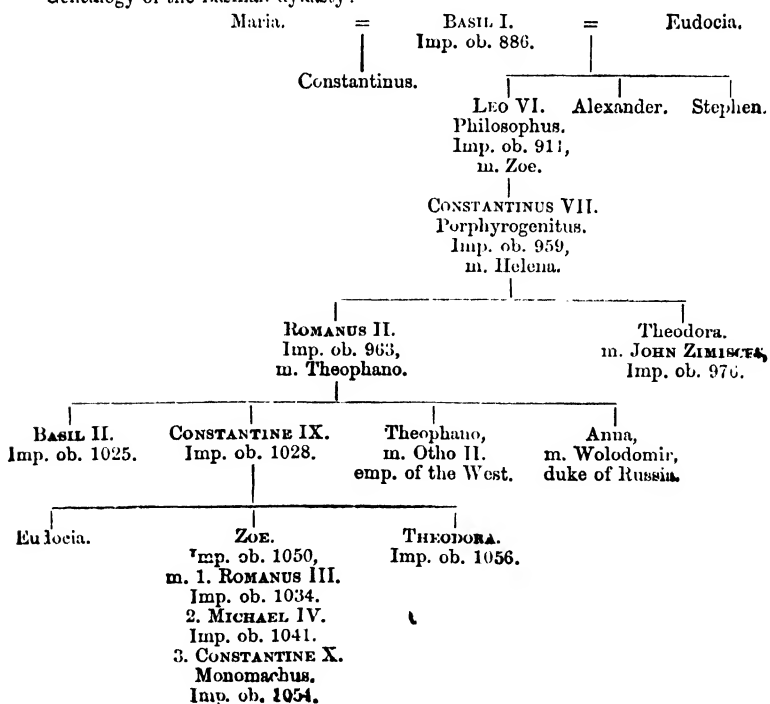 Genealogy of the Basilian dynasty:
Maria. = BASIL I. = Eudocia.
Imp. ob. 886.
Constantinus.
LEO VI. Alexander. Stephen.
Philosophus.
Imp. ob. 911,
m. Zoe.
CONSTANTINUS VII.
Porphyrogenitus.
Imp. ob. 959,
m. Helena.
ROMANUS II. Theodora.
Imp. ob. 963, m. JOHN ZIMISCES,
m. Theophano. Imp. ob. 976.
BASIL II. CONSTANTINE IX. Theophano, Anna,
Imp. ob. 1025. Imp. ob. 1028. m. Otho II. m. Wolodomir,
emp. of the West. duke of Russia.
Eudocia. ZOE. THEODORA.
Imp. ob. 1050, Imp. ob. 1056.
m. 1. ROMANUS III.
Imp. ob. 1034.
2. MICHAEL IV.
Imp. ob. 1041.
3. CONSTANTINE X.
Monomachus.
Imp. ob. 1054.